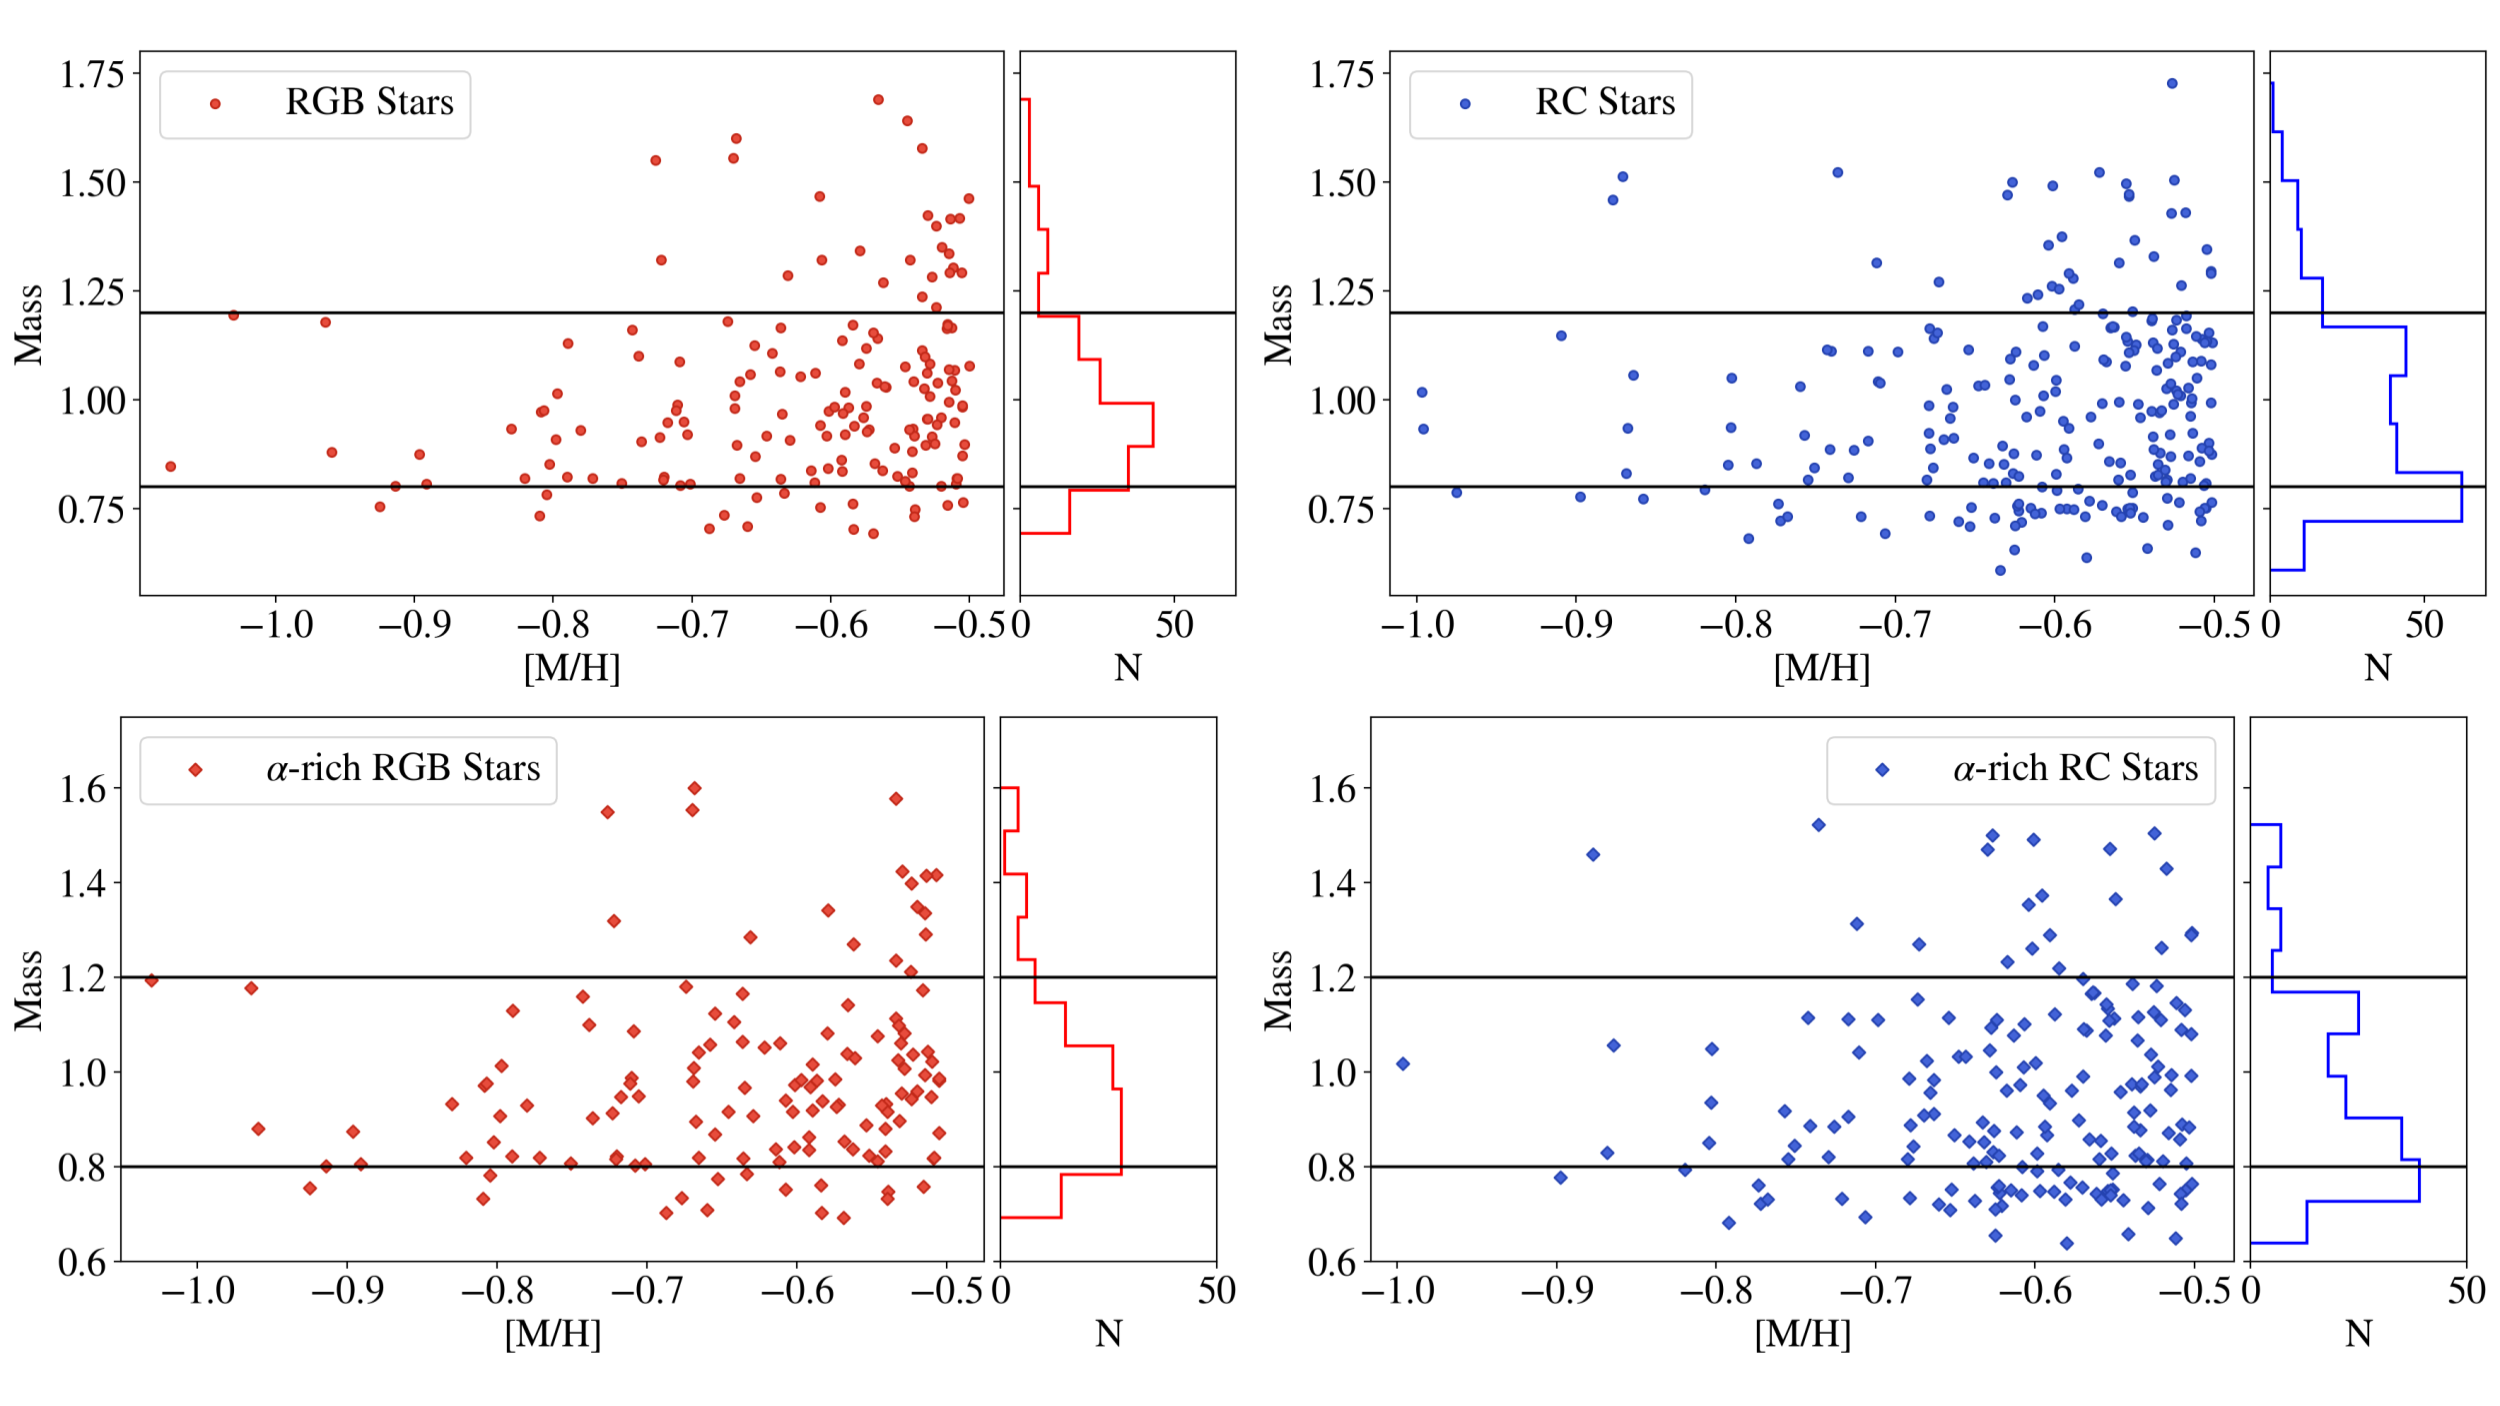 RGB Stars
1.75
1.50
1.25
1.00
0.75
Mass
−1.0 −0.9 −0.8 −0.7 −0.6 −0.5
[M/H]
0 50
N
RC Stars
1.75
1.50
1.25
1.00
0.75
Mass
−1.0 −0.9 −0.8 −0.7 −0.6 −0.5
[M/H]
0 50
N
α-rich RGB Stars
1.6
1.4
1.2
1.0
0.8
0.6
Mass
−1.0 −0.9 −0.8 −0.7 −0.6 −0.5
[M/H]
0 50
N
α-rich RC Stars
1.6
1.4
1.2
1.0
0.8
0.6
Mass
−1.0 −0.9 −0.8 −0.7 −0.6 −0.5
[M/H]
0 50
N